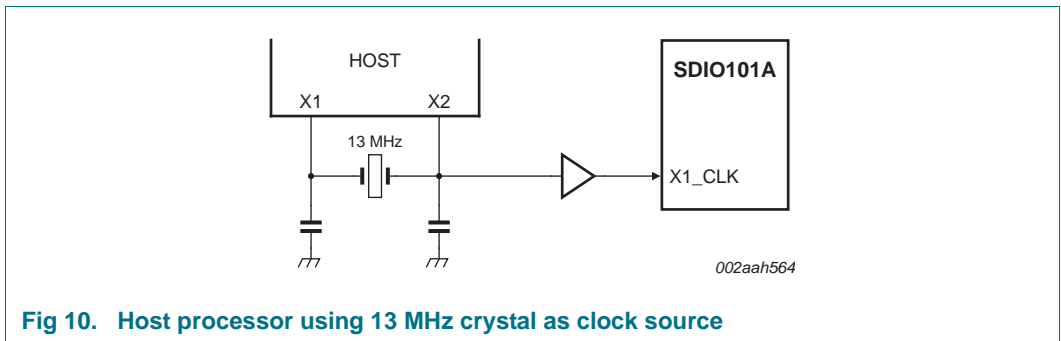 HOST
SDIO101A
X1 X2
13 MHz
X1_CLK
002aah564
Fig 10. Host processor using 13 MHz crystal as clock source